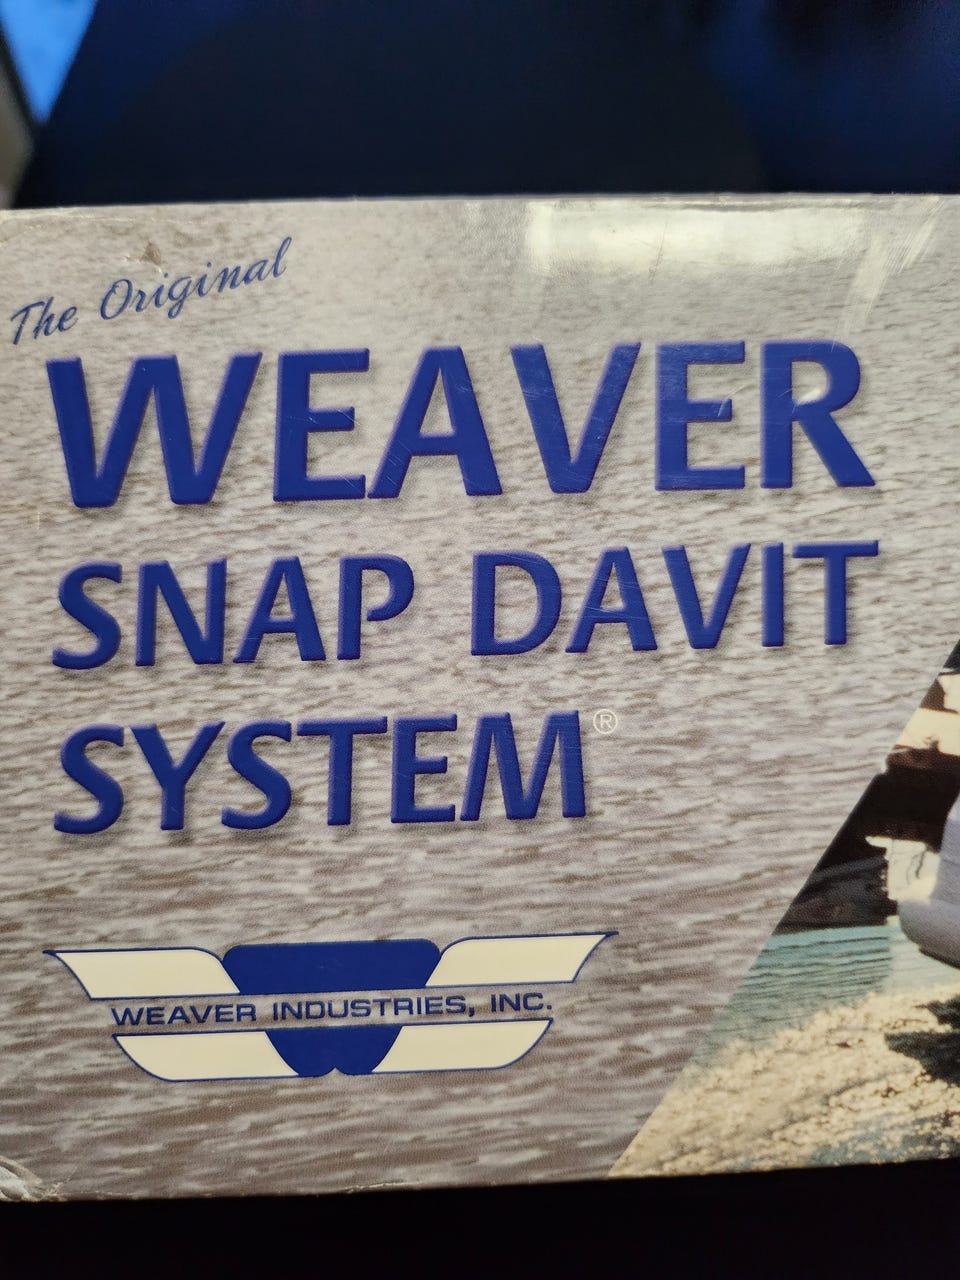 The Original
WEAVER
SNAP DAVIT
SYSTEM®
WEAVER INDUSTRIES, INC.